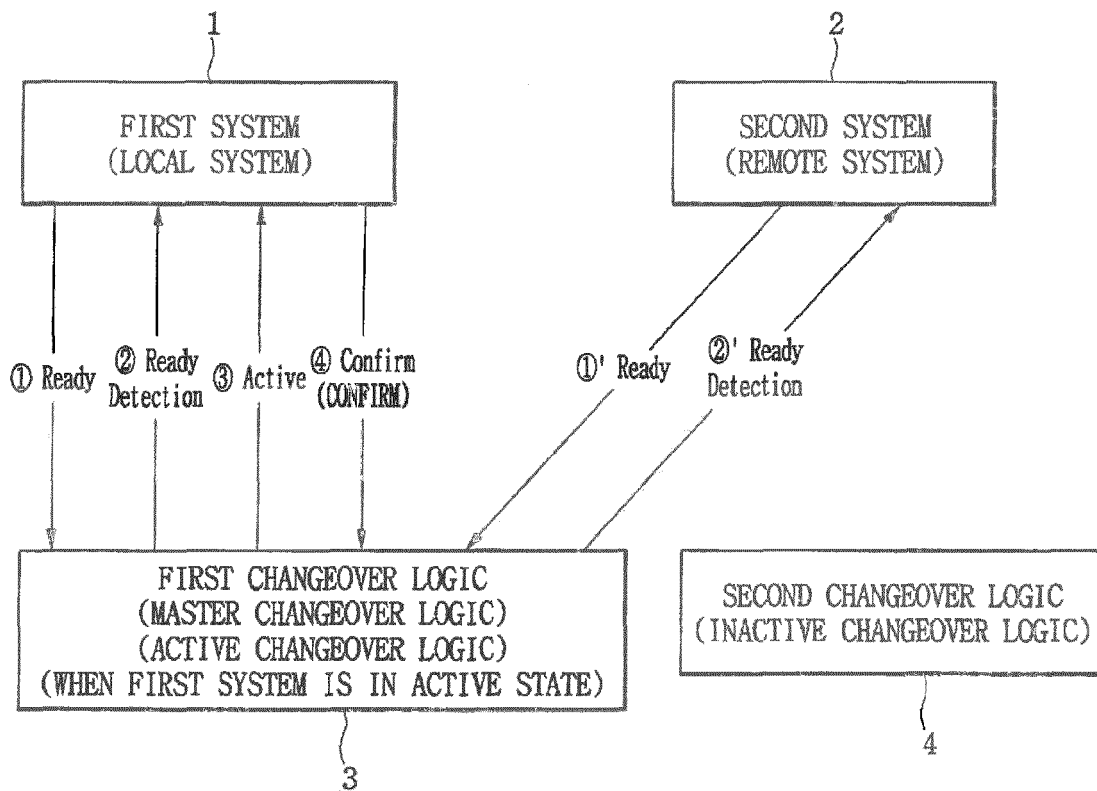 1
2
FIRST SYSTEM
(LOCAL SYSTEM)
SECOND SYSTEM
(REMOTE SYSTEM)
① Ready
② Ready
Detection
③ Active
④ Confirm
(CONFIRM)
①' Ready
②' Ready
Detection
FIRST CHANGEOVER LOGIC
(MASTER CHANGEOVER LOGIC)
(ACTIVE CHANGEOVER LOGIC)
(WHEN FIRST SYSTEM IS IN ACTIVE STATE)
SECOND CHANGEOVER LOGIC
(INACTIVE CHANGEOVER LOGIC)
3
4